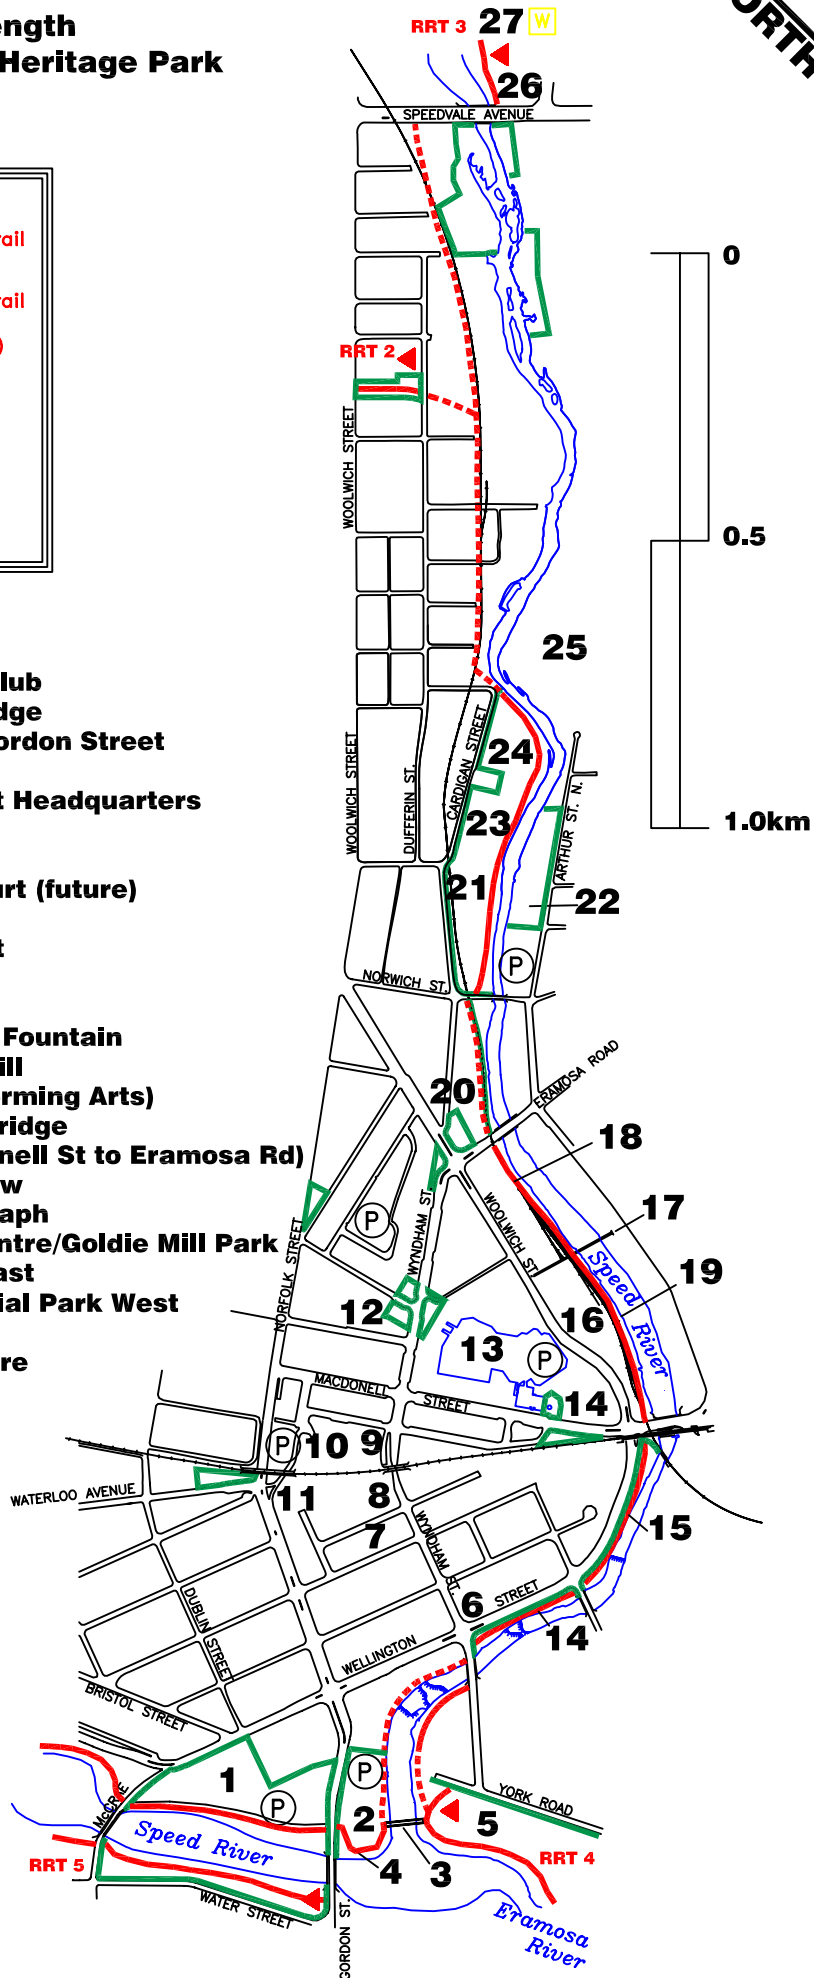 ength
Heritage Park
ORTH
RRT 3
27
W
26
SPEEDVALE AVENUE
ail
ail
)
0
RRT 2
WOOLWICH STREET
0.5
25
lub
dge
ordon Street
t Headquarters
urt (future)
t
Fountain
ill
orming Arts)
ridge
nell St to Eramosa Rd)
w
aph
ntre/Goldie Mill Park
ast
ial Park West
re
24
CARDIGAN STREET
WOOLWICH STREET
DUFFERIN ST.
23
ARTHUR ST. N.
1.0km
21
22
P
NORWICH ST.
ERAMOSA ROAD
20
18
P
WYNDHAM ST.
WOOLWICH ST.
17
NORFOLK STREET
Speed River
19
12
16
13
P
MACDONELL STREET
14
P
10
9
WATERLOO AVENUE
11
8
WYNDHAM ST.
15
7
6
STREET
DUBLIN STREET
14
WELLINGTON
BRISTOL STREET
1
P
P
McCRAE
YORK ROAD
2
5
Speed River
RRT 5
4
3
RRT 4
WATER STREET
GORDON ST.
Eramosa
River